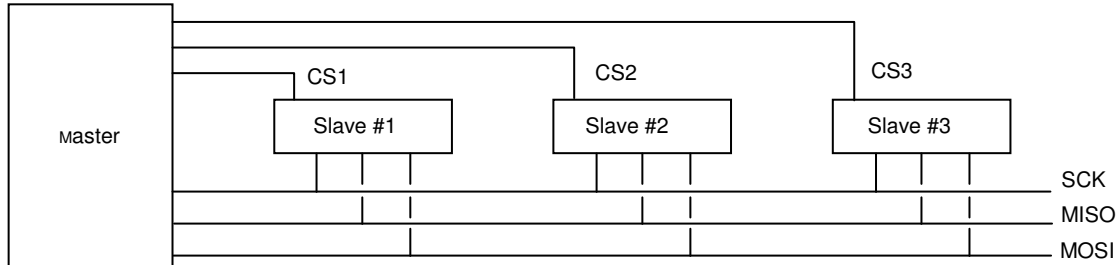 CS1
CS2
CS3
Master
Slave #1
Slave #2
Slave #3
SCK
MISO
MOSI